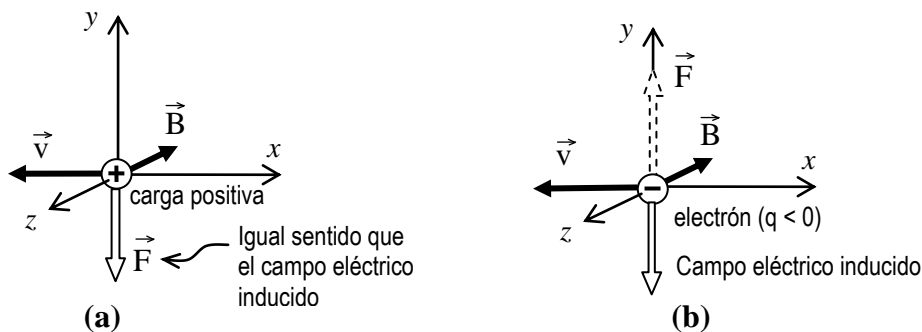 y
B
v
+
x
carga positiva
z
F
Igual sentido que
el campo eléctrico
inducido
(a)
y
F
B
v
x
−
z
electrón (q < 0)
Campo eléctrico inducido
(b)